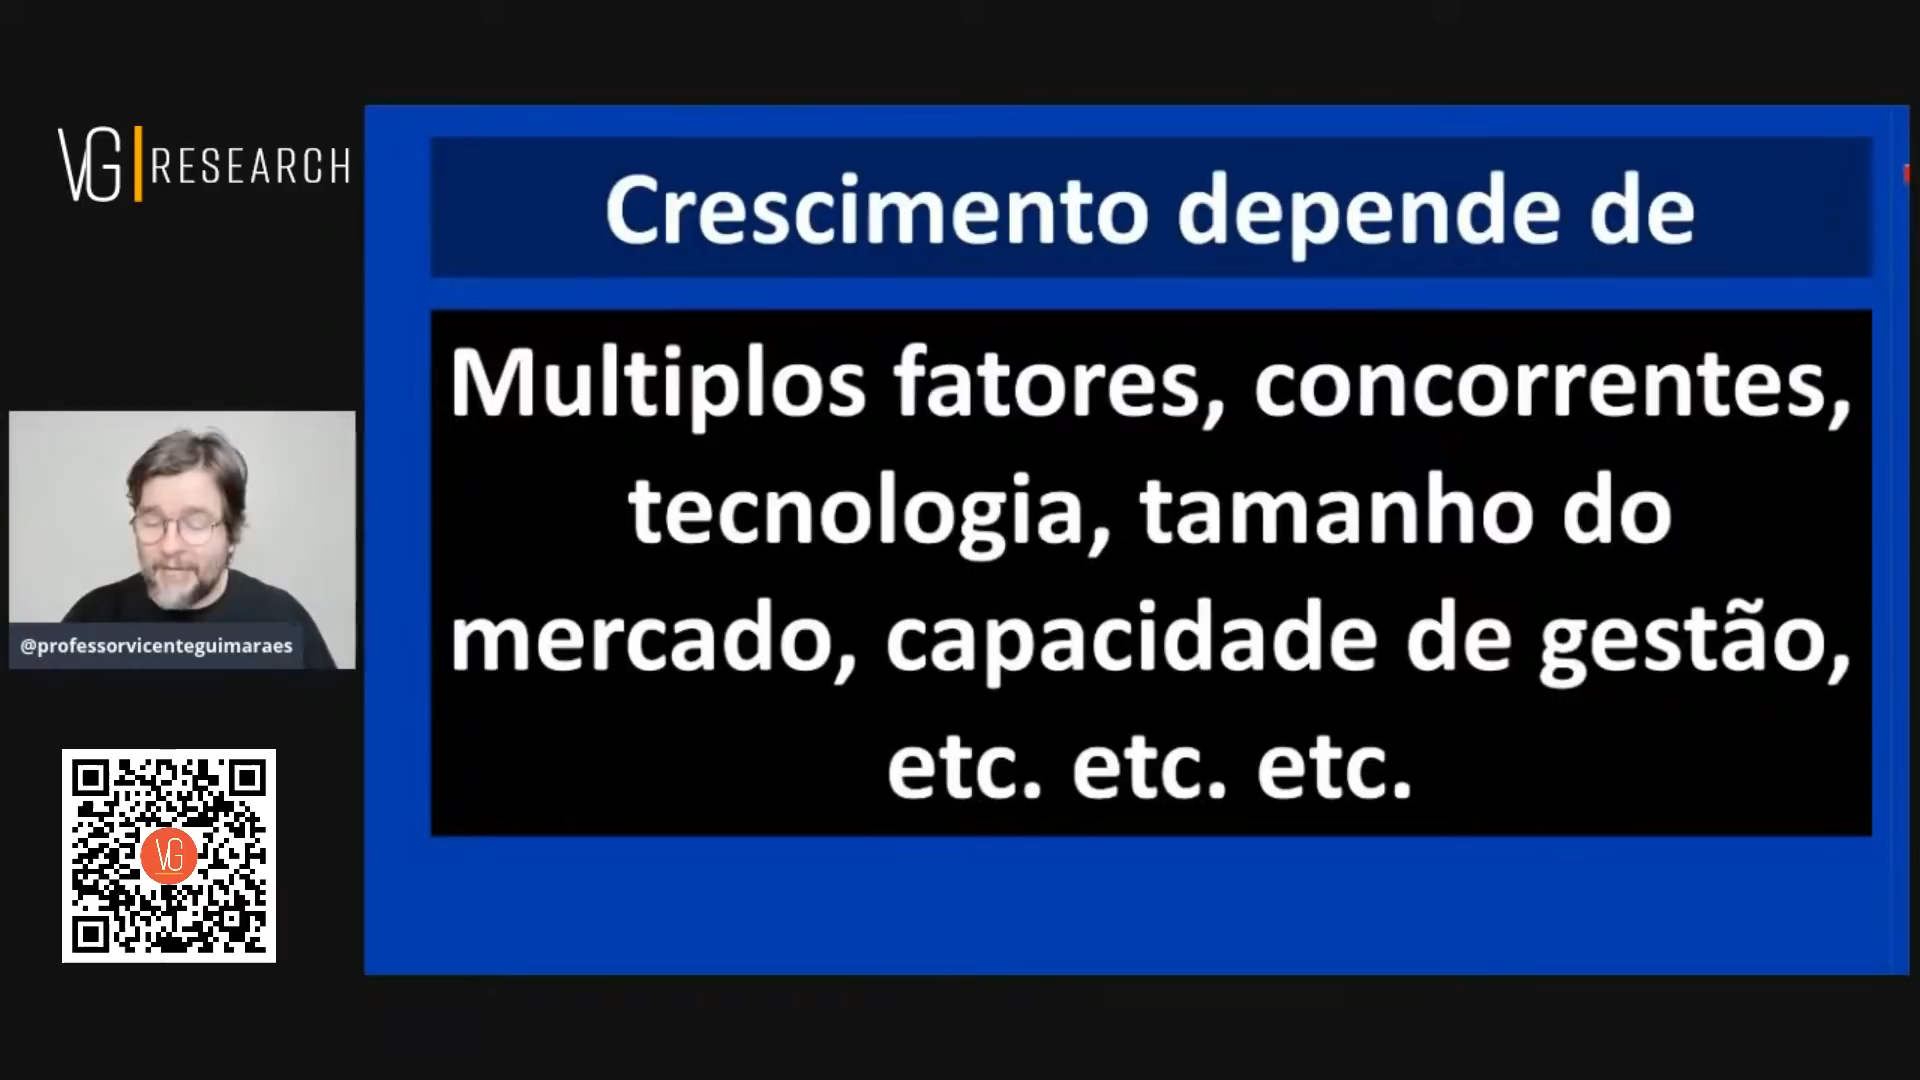 VG RESEARCH
Crescimento depende de
Multiplos fatores, concorrentes,
tecnologia, tamanho do
mercado, capacidade de gestão,
etc. etc. etc.
@professorvicenteguimaraes
VG